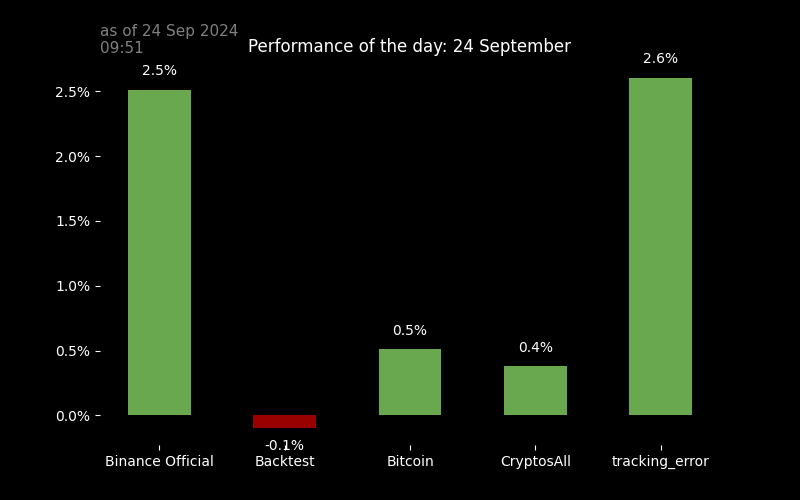 as of 24 Sep 2024
09:51
Performance of the day: 24 September
2.5%
2.6%
2.5%
2.0%
1.5%
1.0%
0.5%
0.5%
0.4%
0.0%
-0.1%
Binance Official
Backtest
Bitcoin
CryptosAll
tracking_error